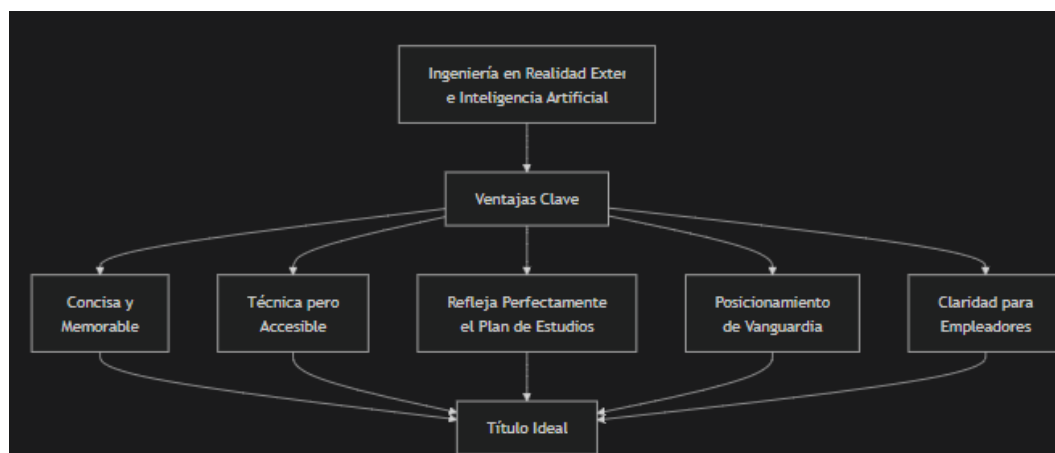 Ingeniería en Realidad Exter
e Inteligencia Artificial
Ventajas Clave
Concisa y
Memorable
Técnica pero
Accesible
Refleja Perfectamente
el Plan de Estudios
Posicionamiento
de Vanguardia
Claridad para
Empleadores
Título Ideal